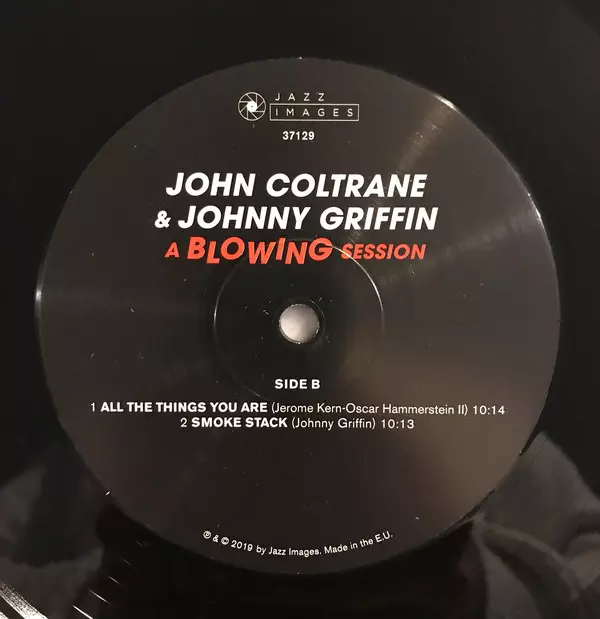 JAZZ
IMAGES
37129
JOHN COLTRANE
& JOHNNY GRIFFIN
A BLOWING SESSION
SIDE B
1 ALL THE THINGS YOU ARE (Jerome Kern-Oscar Hammerstein II) 10:14
2 SMOKE STACK (Johnny Griffin) 10:13
℗ & © 2019 by Jazz Images. Made in the E.U.